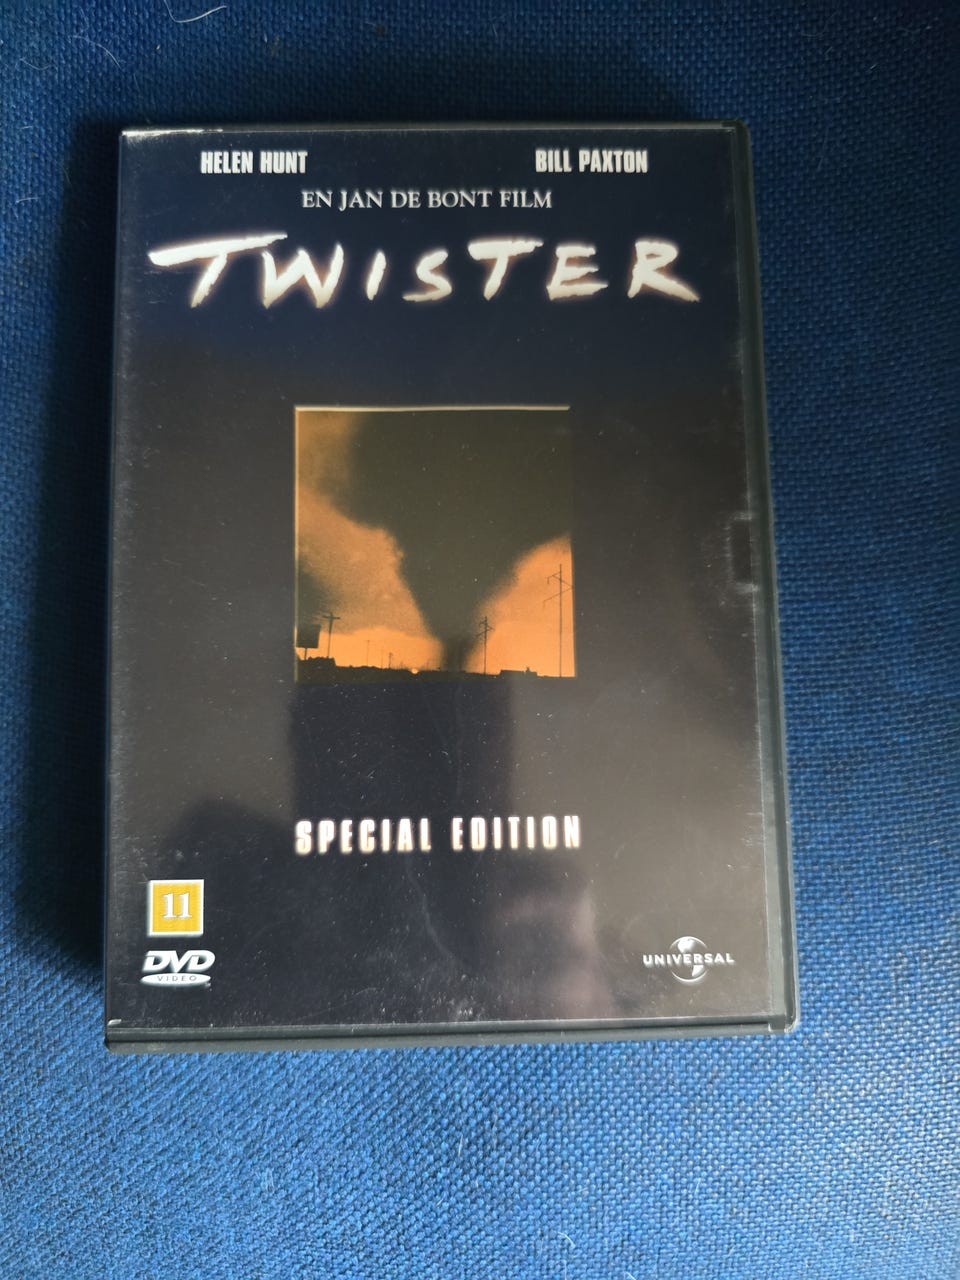 HELEN HUNT BILL PAXTON
EN JAN DE BONT FILM
TWISTER
SPECIAL EDITION
11
DVD
VIDEO
UNIVERSAL